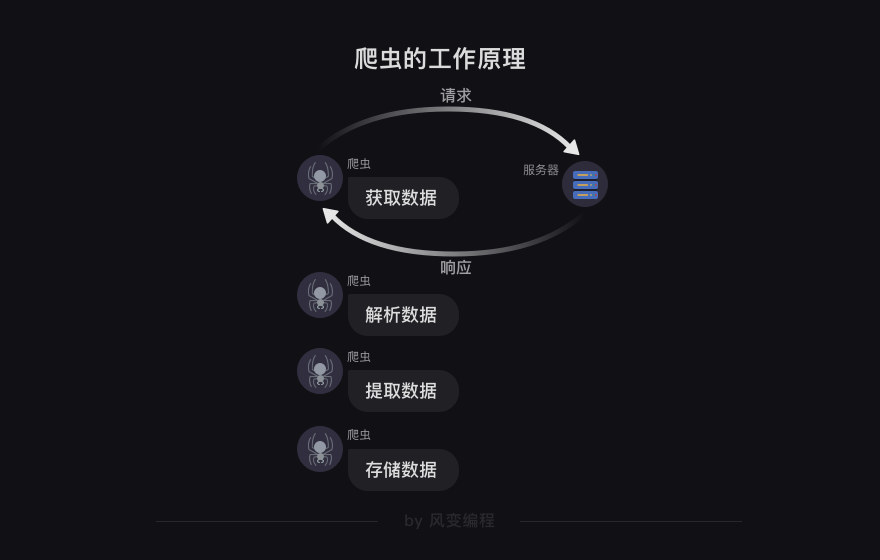 爬虫的工作原理
请求
爬虫
获取数据
服务器
响应
爬虫
解析数据
爬虫
提取数据
爬虫
存储数据
by 风变编程